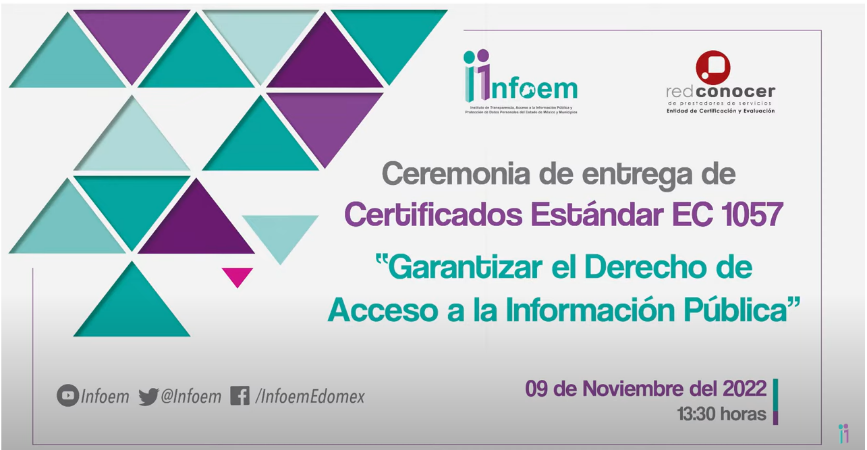 infoem
Instituto de Transparencia, Acceso a la Información Pública y
Protección de Datos Personales del Estado de México y Municipios
redconocer
de prestadores de servicios
Entidad de Certificación y Evaluación
Ceremonia de entrega de
Certificados Estándar EC 1057
“Garantizar el Derecho de
Acceso a la Información Pública”
Infoem @Infoem /InfoemEdomex
09 de Noviembre del 2022
13:30 horas